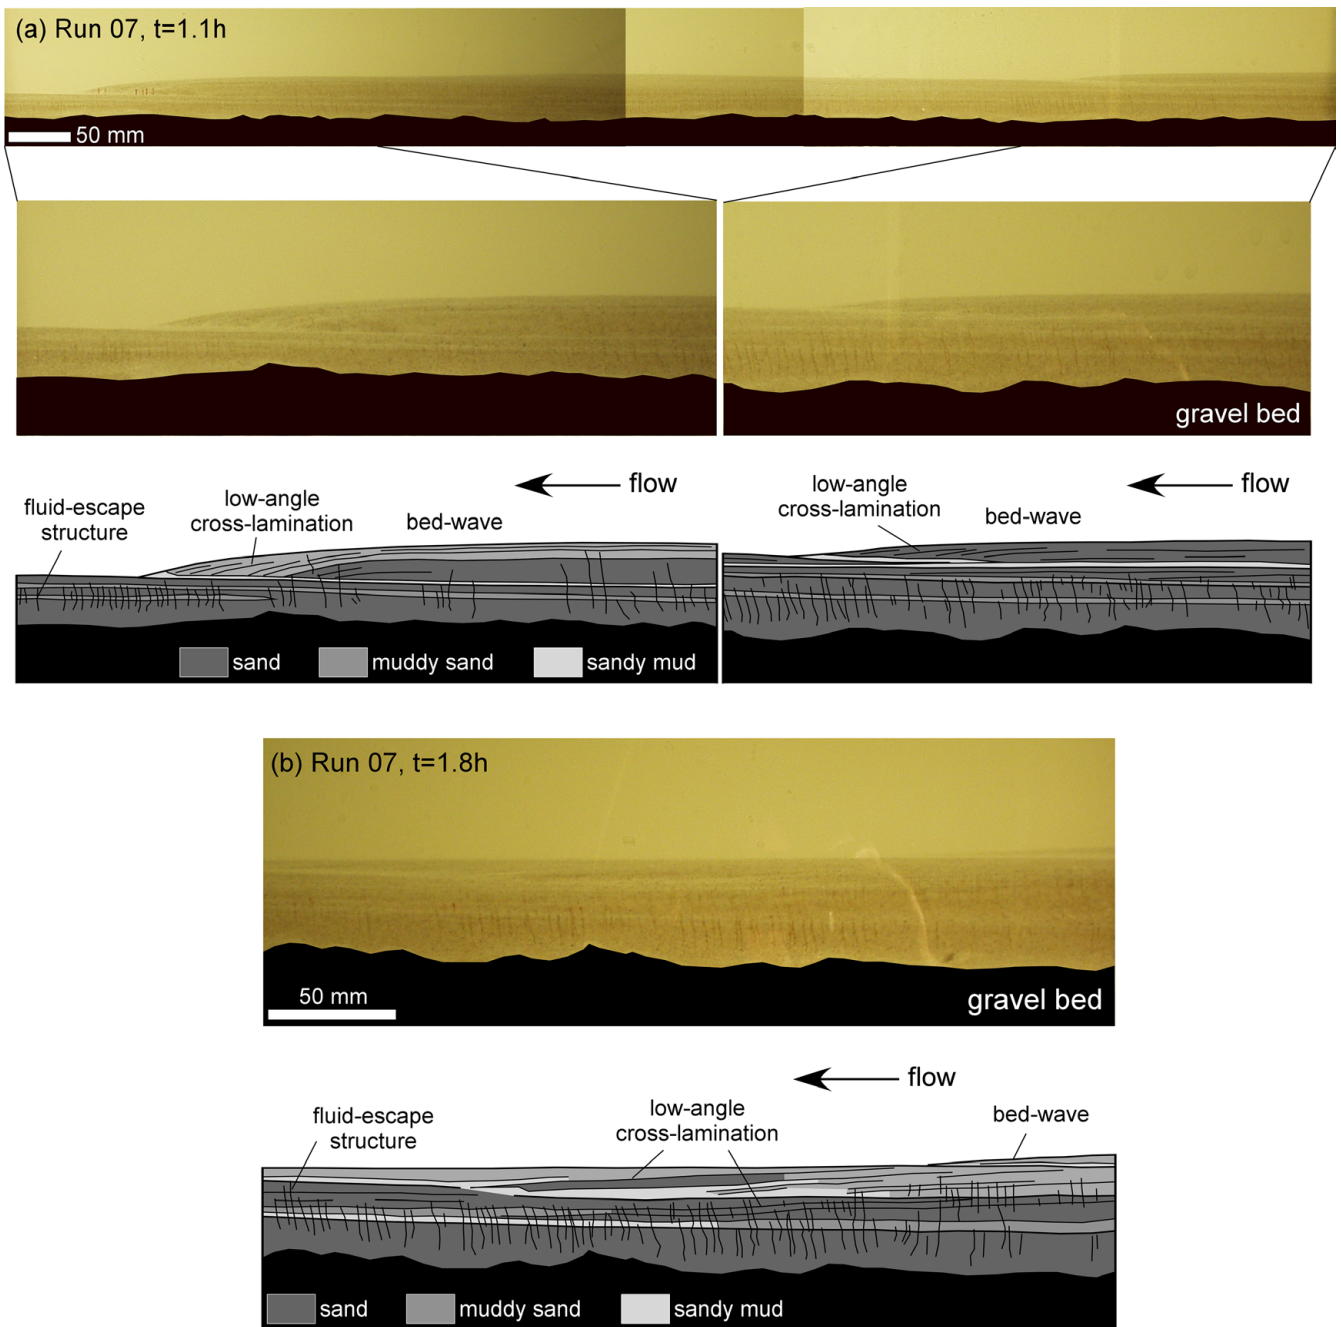 (a) Run 07, t=1.1h
50 mm
gravel bed
flow
low-angle
cross-lamination
fluid-escape
structure
bed-wave
sand
muddy sand
sandy mud
flow
low-angle
cross-lamination
bed-wave
(b) Run 07, t=1.8h
50 mm
gravel bed
flow
fluid-escape
structure
low-angle
cross-lamination
bed-wave
sand
muddy sand
sandy mud